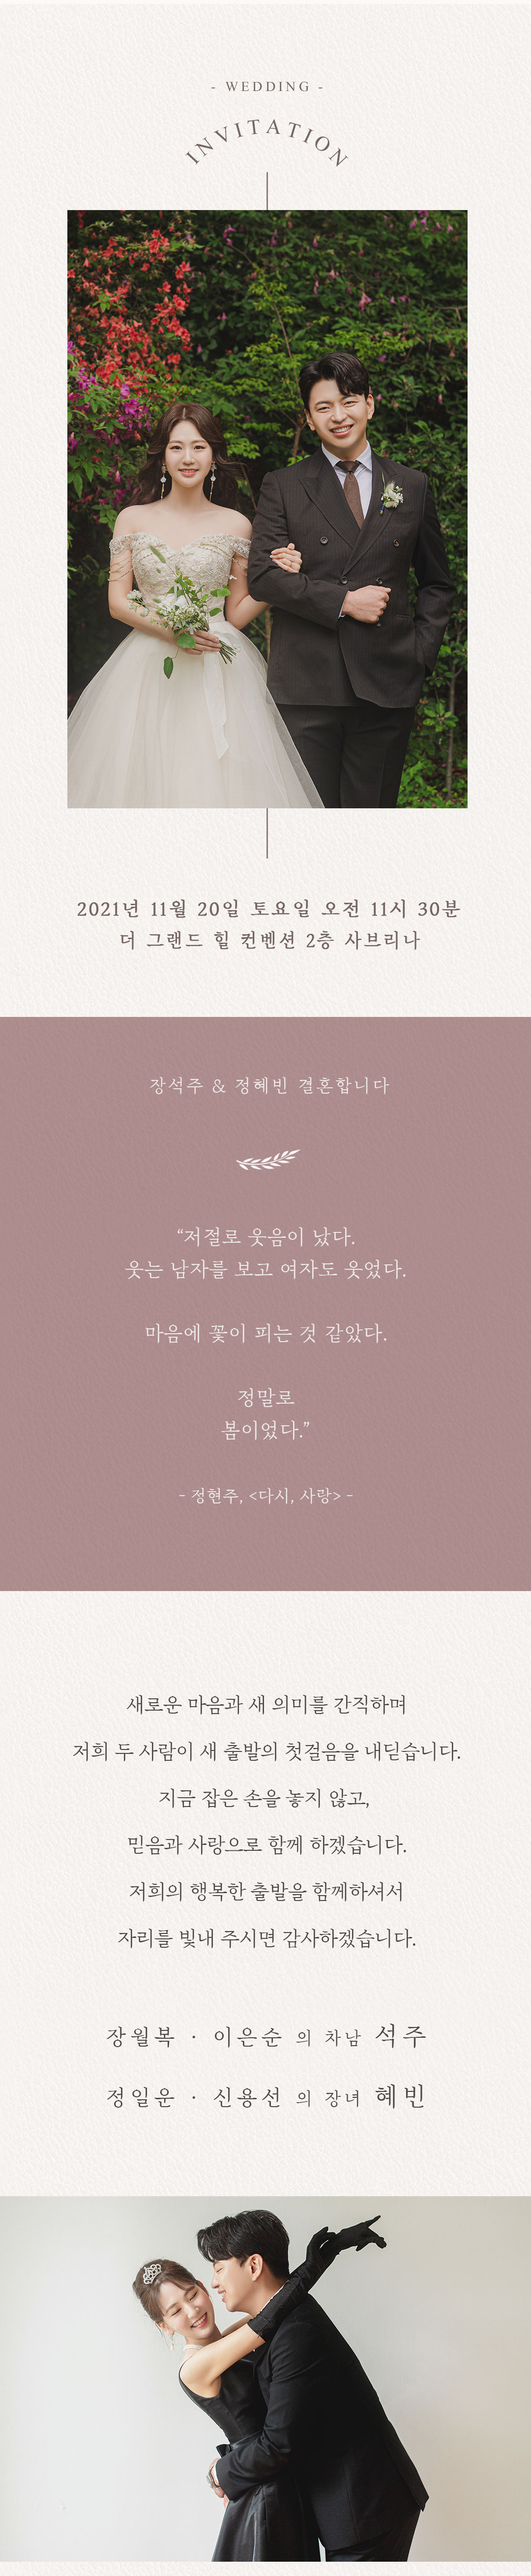 - WEDDING -
INVITATION
2021년 11월 20일 토요일 오전 11시 30분
더 그랜드 힐 컨벤션 2층 사브리나
장석주 & 정혜빈 결혼합니다
“저절로 웃음이 났다.
웃는 남자를 보고 여자도 웃었다.
마음에 꽃이 피는 것 같았다.
정말로
봄이었다.”
- 정현주, <다시, 사랑> -
새로운 마음과 새 의미를 간직하며
저희 두 사람이 새 출발의 첫걸음을 내딛습니다.
지금 잡은 손을 놓지 않고,
믿음과 사랑으로 함께 하겠습니다.
저희의 행복한 출발을 함께하셔서
자리를 빛내 주시면 감사하겠습니다.
장월복 · 이은순 의 차남 석주
정일운 · 신용선 의 장녀 혜빈